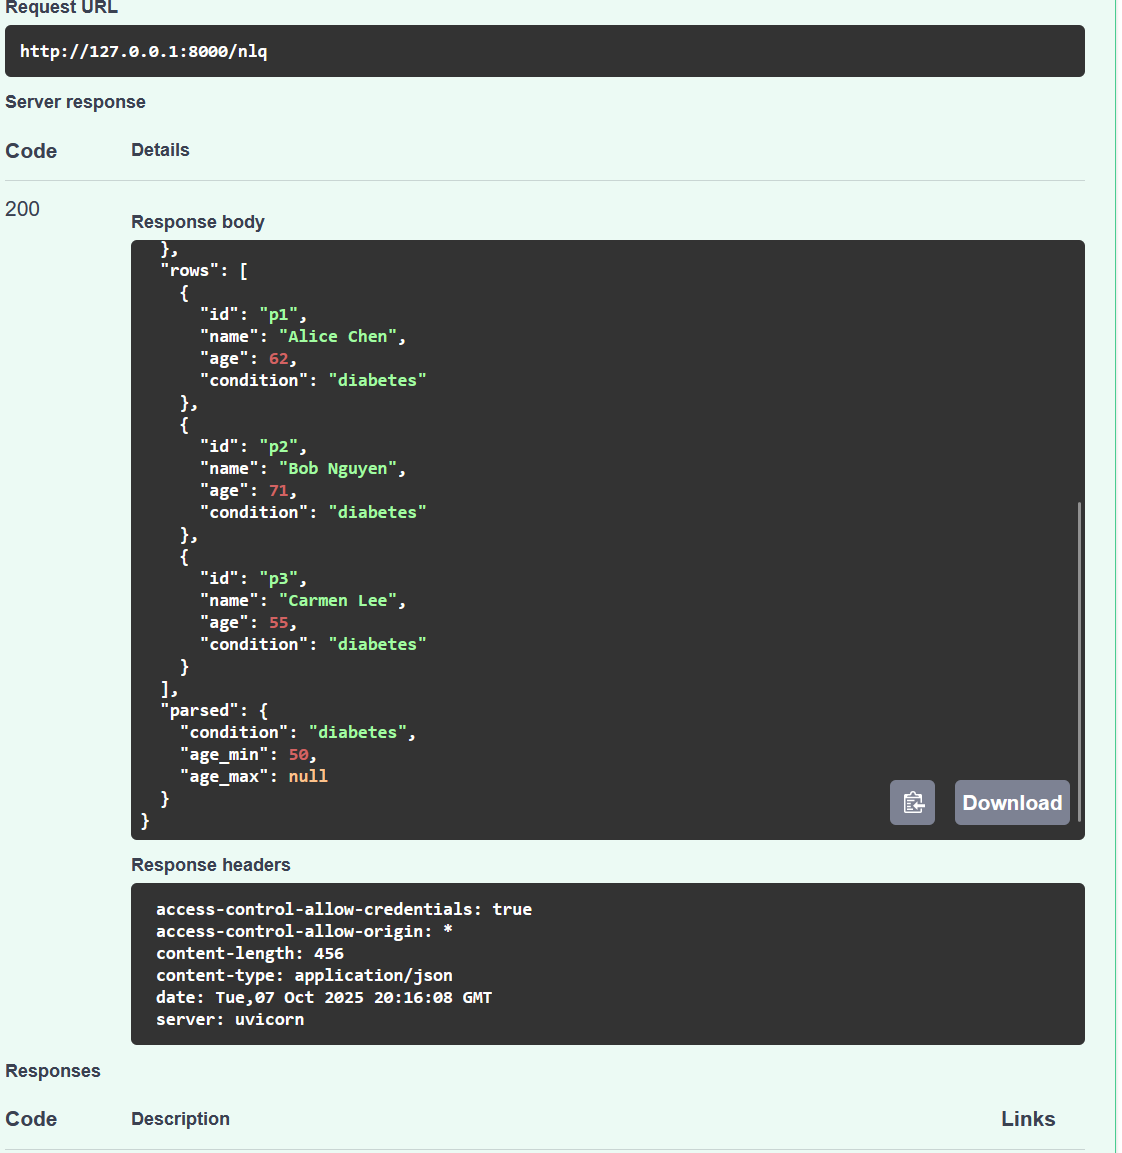 Request URL
http://127.0.0.1:8000/nlq
Server response
Code Details
200
Response body
},
"rows": [
{
"id": "p1",
"name": "Alice Chen",
"age": 62,
"condition": "diabetes"
},
{
"id": "p2",
"name": "Bob Nguyen",
"age": 71,
"condition": "diabetes"
},
{
"id": "p3",
"name": "Carmen Lee",
"age": 55,
"condition": "diabetes"
}
],
"parsed": {
"condition": "diabetes",
"age_min": 50,
"age_max": null
}
}
Download
Response headers
access-control-allow-credentials: true
access-control-allow-origin: *
content-length: 456
content-type: application/json
date: Tue,07 Oct 2025 20:16:08 GMT
server: uvicorn
Responses
Code Description Links